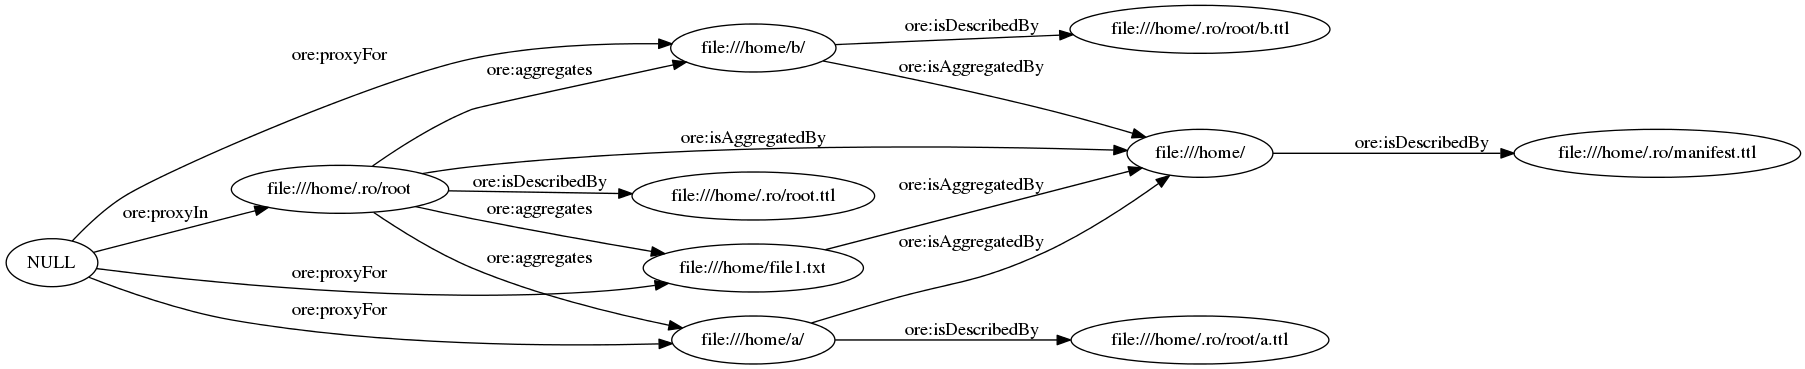 file:///home/.ro/root/b.ttl
ore:isDescribedBy
ore:proxyFor
file:///home/b/
ore:aggregates
ore:isAggregatedBy
ore:isAggregatedBy
file:///home/
ore:isDescribedBy
file:///home/.ro/manifest.ttl
file:///home/.ro/root
ore:isDescribedBy
file:///home/.ro/root.ttl
ore:isAggregatedBy
ore:proxyIn
ore:aggregates
ore:isAggregatedBy
NULL
ore:proxyFor
ore:aggregates
file:///home/file1.txt
ore:proxyFor
ore:isDescribedBy
file:///home/a/
file:///home/.ro/root/a.ttl